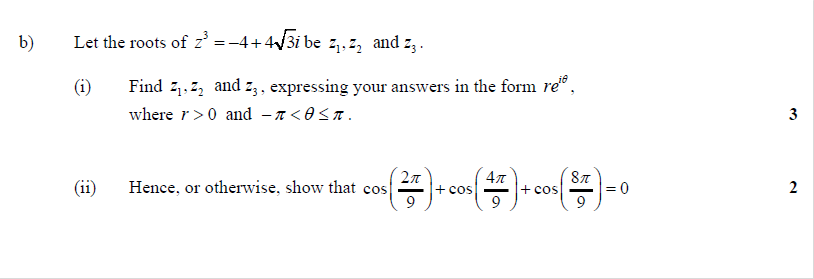 b) Let the roots of z³ = −4 + 4√3i be z₁, z₂ and z₃.
(i) Find z₁, z₂ and z₃, expressing your answers in the form re^{iθ},
where r > 0 and −π < θ ≤ π. 3
(ii) Hence, or otherwise, show that cos(2π/9) + cos(4π/9) + cos(8π/9) = 0 2